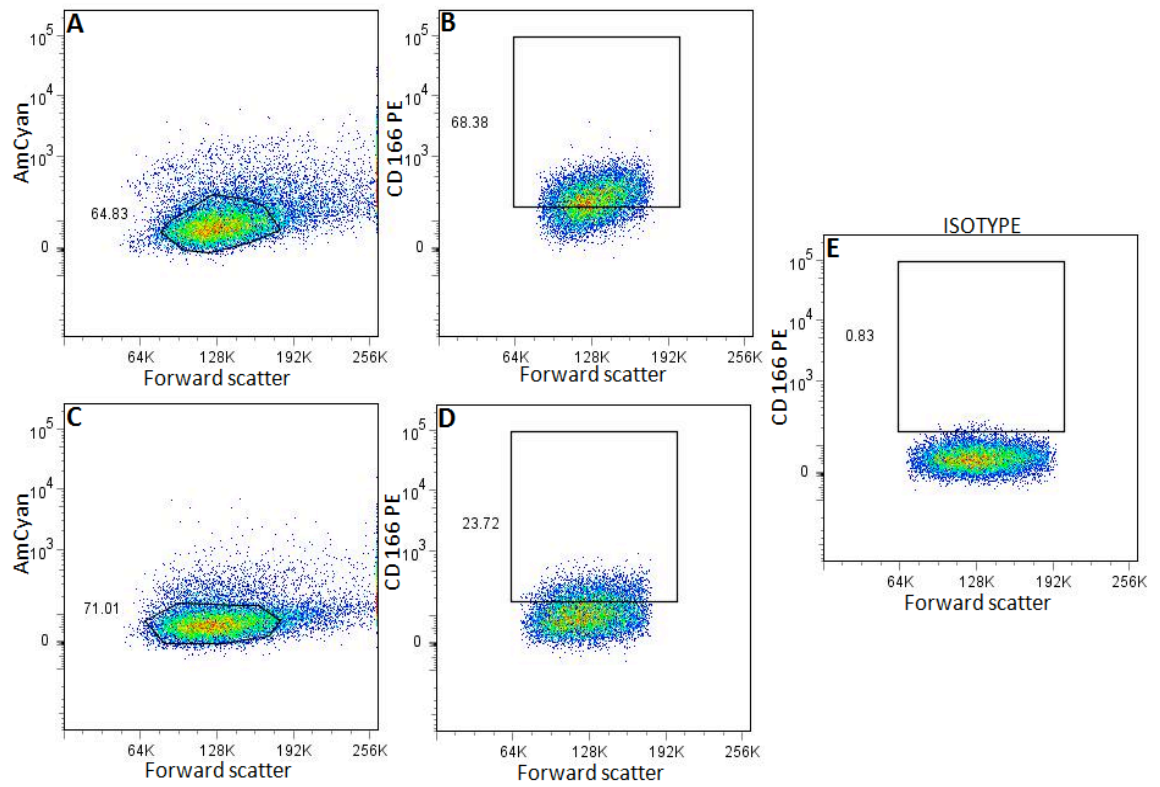 A
AmCyan
10^5
10^4
10^3
0
64.83
64K 128K 192K 256K
Forward scatter
B
CD 166 PE
10^5
10^4
10^3
0
68.38
64K 128K 192K 256K
Forward scatter
ISOTYPE
E
CD 166 PE
10^5
10^4
10^3
0
0.83
64K 128K 192K 256K
Forward scatter
C
AmCyan
10^5
10^4
10^3
0
71.01
64K 128K 192K 256K
Forward scatter
D
CD 166 PE
10^5
10^4
10^3
0
23.72
64K 128K 192K 256K
Forward scatter